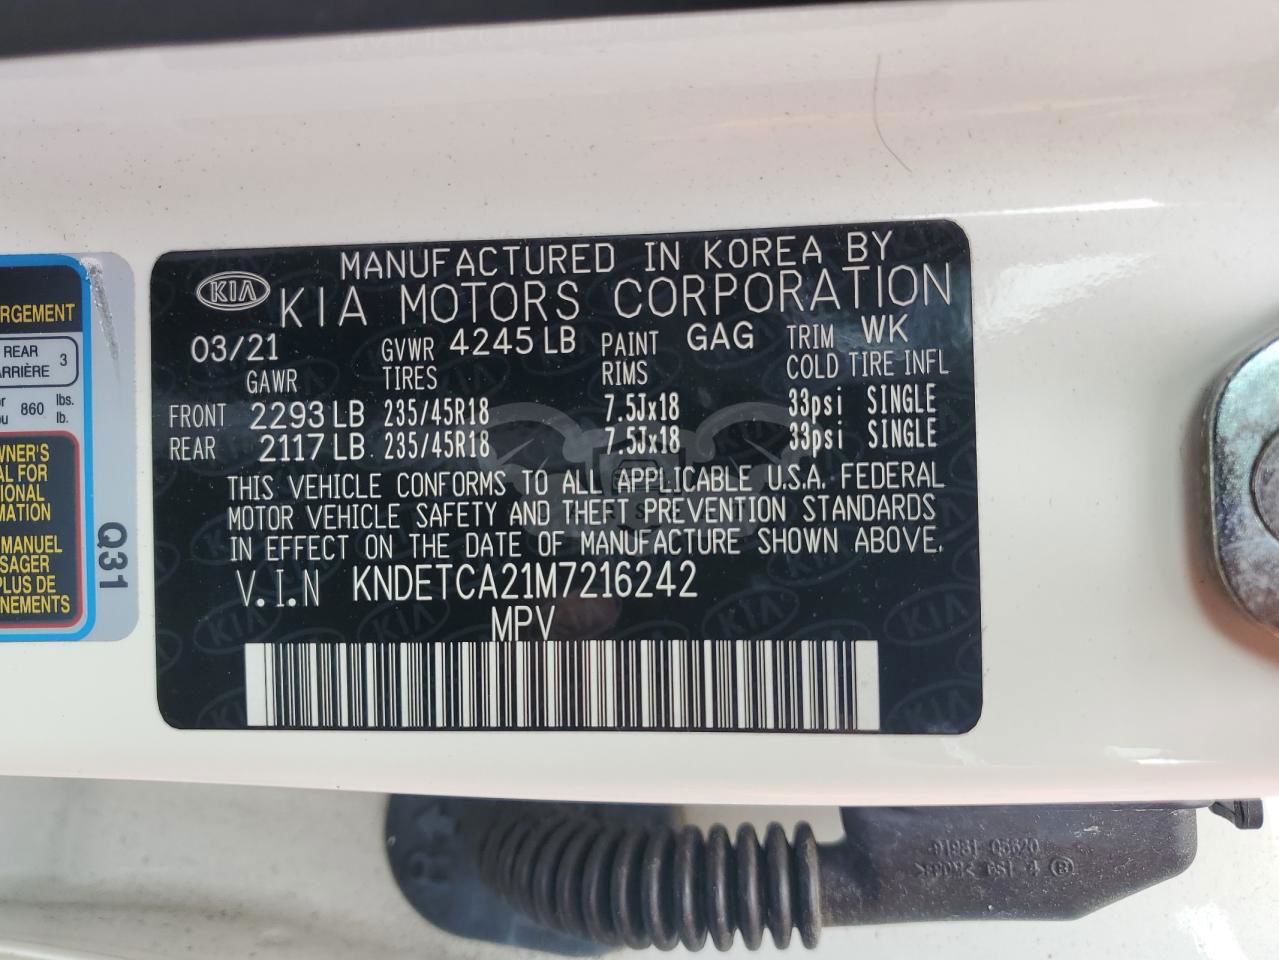 MANUFACTURED IN KOREA BY
KIA KIA MOTORS CORPORATION
03/21 GVWR 4245 LB PAINT GAG TRIM WK
GAWR TIRES RIMS COLD TIRE INFL
FRONT 2293 LB 235/45R18 7.5Jx18 33psi SINGLE
REAR 2117 LB 235/45R18 7.5Jx18 33psi SINGLE
THIS VEHICLE CONFORMS TO ALL APPLICABLE U.S.A. FEDERAL
MOTOR VEHICLE SAFETY AND THEFT PREVENTION STANDARDS
IN EFFECT ON THE DATE OF MANUFACTURE SHOWN ABOVE.
V.I.N KNDETCA21M7216242
MPV
RGEMENT
REAR 3
ARRIÈRE
860 lbs.
lb.
WNER'S
AL FOR
TIONAL
MATION
MANUEL
SAGER
PLUS DE
NEMENTS
Q31
91981 03620